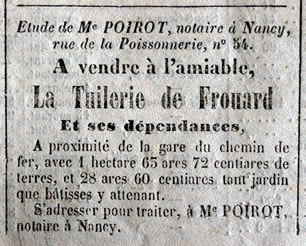 Etude de Me POIROT, notaire à Nancy,
rue de la Poissonnerie, n° 54.
A vendre à l'amiable,
La Tuilerie de Frouard
Et ses dépendances,
A proximité de la gare du chemin de
fer, avec 1 hectare 65 ares 72 centiares de
terres, et 28 ares 60 centiares tant jardin
que bâtisses y attenant.
S'adresser pour traiter, à Me POIROT,
notaire à Nancy.